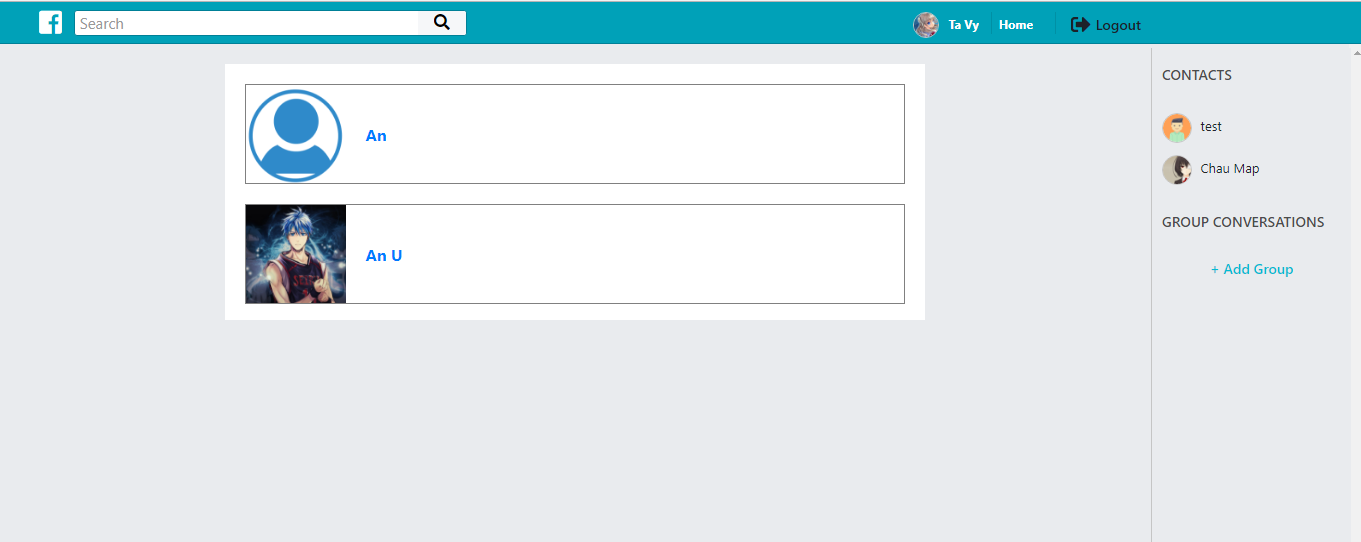 Search
Ta Vy
Home
Logout
An
An U
CONTACTS
test
Chau Map
GROUP CONVERSATIONS
+ Add Group